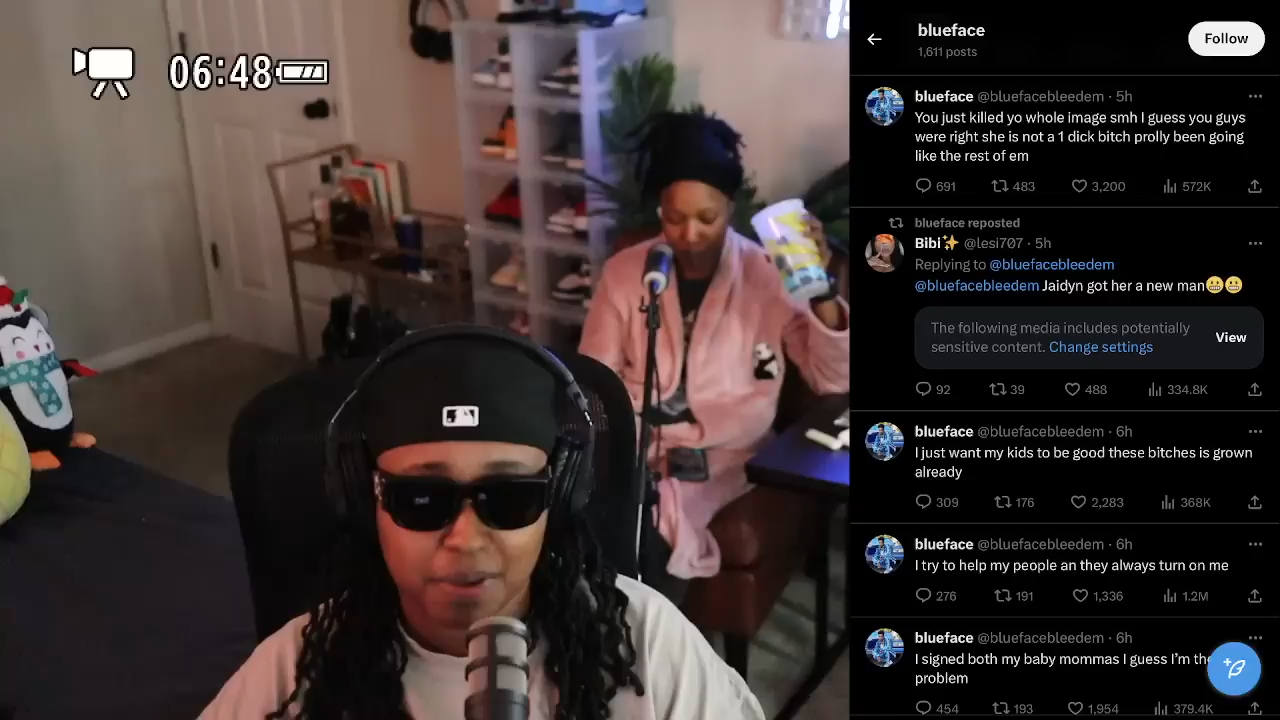 06:48
blueface
1,611 posts
Follow
blueface @bluefacebleedem · 5h
You just killed yo whole image smh I guess you guys
were right she is not a 1 dick bitch prolly been going
like the rest of em
691 483 3,200 572K
blueface reposted
Bibi✨ @lesi707 · 5h
Replying to @bluefacebleedem
@bluefacebleedem Jaidyn got her a new man😬😬
The following media includes potentially
sensitive content. Change settings
View
92 39 488 334.8K
blueface @bluefacebleedem · 6h
I just want my kids to be good these bitches is grown
already
309 176 2,283 368K
blueface @bluefacebleedem · 6h
I try to help my people an they always turn on me
276 191 1,336 1.2M
blueface @bluefacebleedem · 6h
I signed both my baby mommas I guess I'm the
problem
454 193 1,954 379.4K